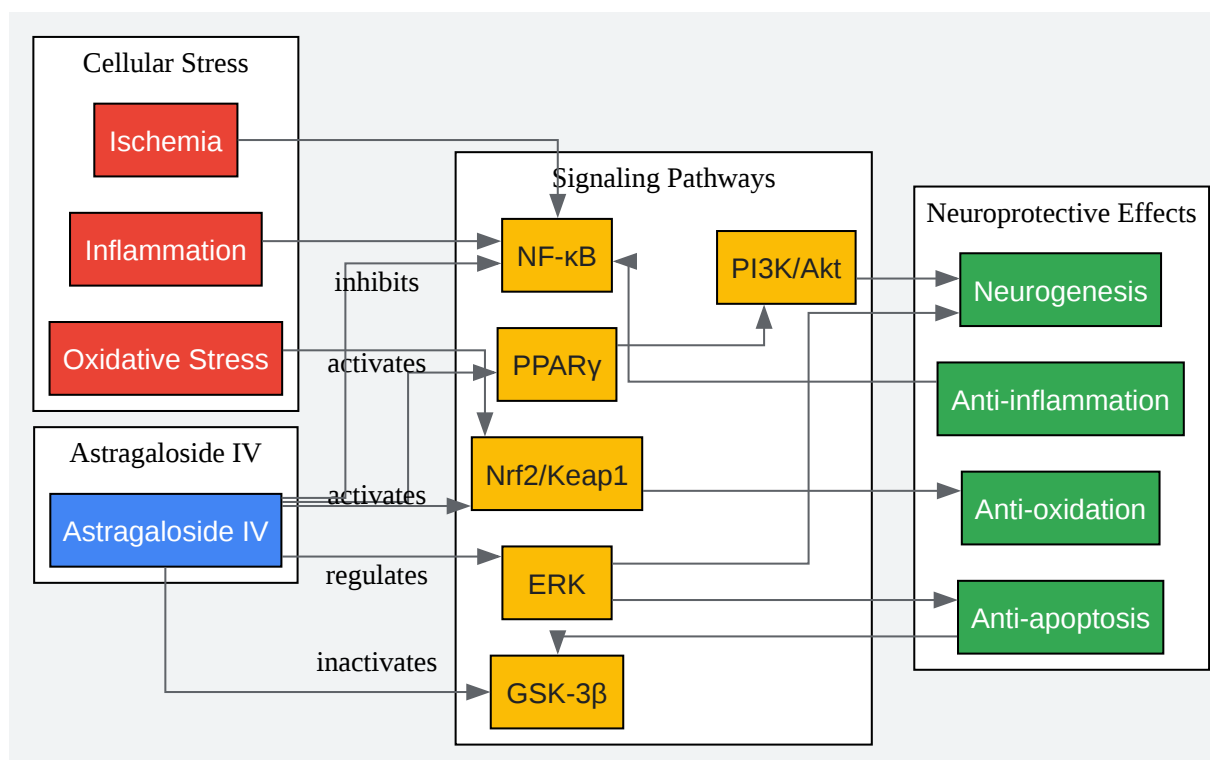 Cellular Stress
Ischemia
Inflammation
Oxidative Stress
Astragaloside IV
Astragaloside IV
inhibits
activates
activates
regulates
inactivates
Signaling Pathways
NF-κB
PI3K/Akt
PPARγ
Nrf2/Keap1
ERK
GSK-3β
Neuroprotective Effects
Neurogenesis
Anti-inflammation
Anti-oxidation
Anti-apoptosis